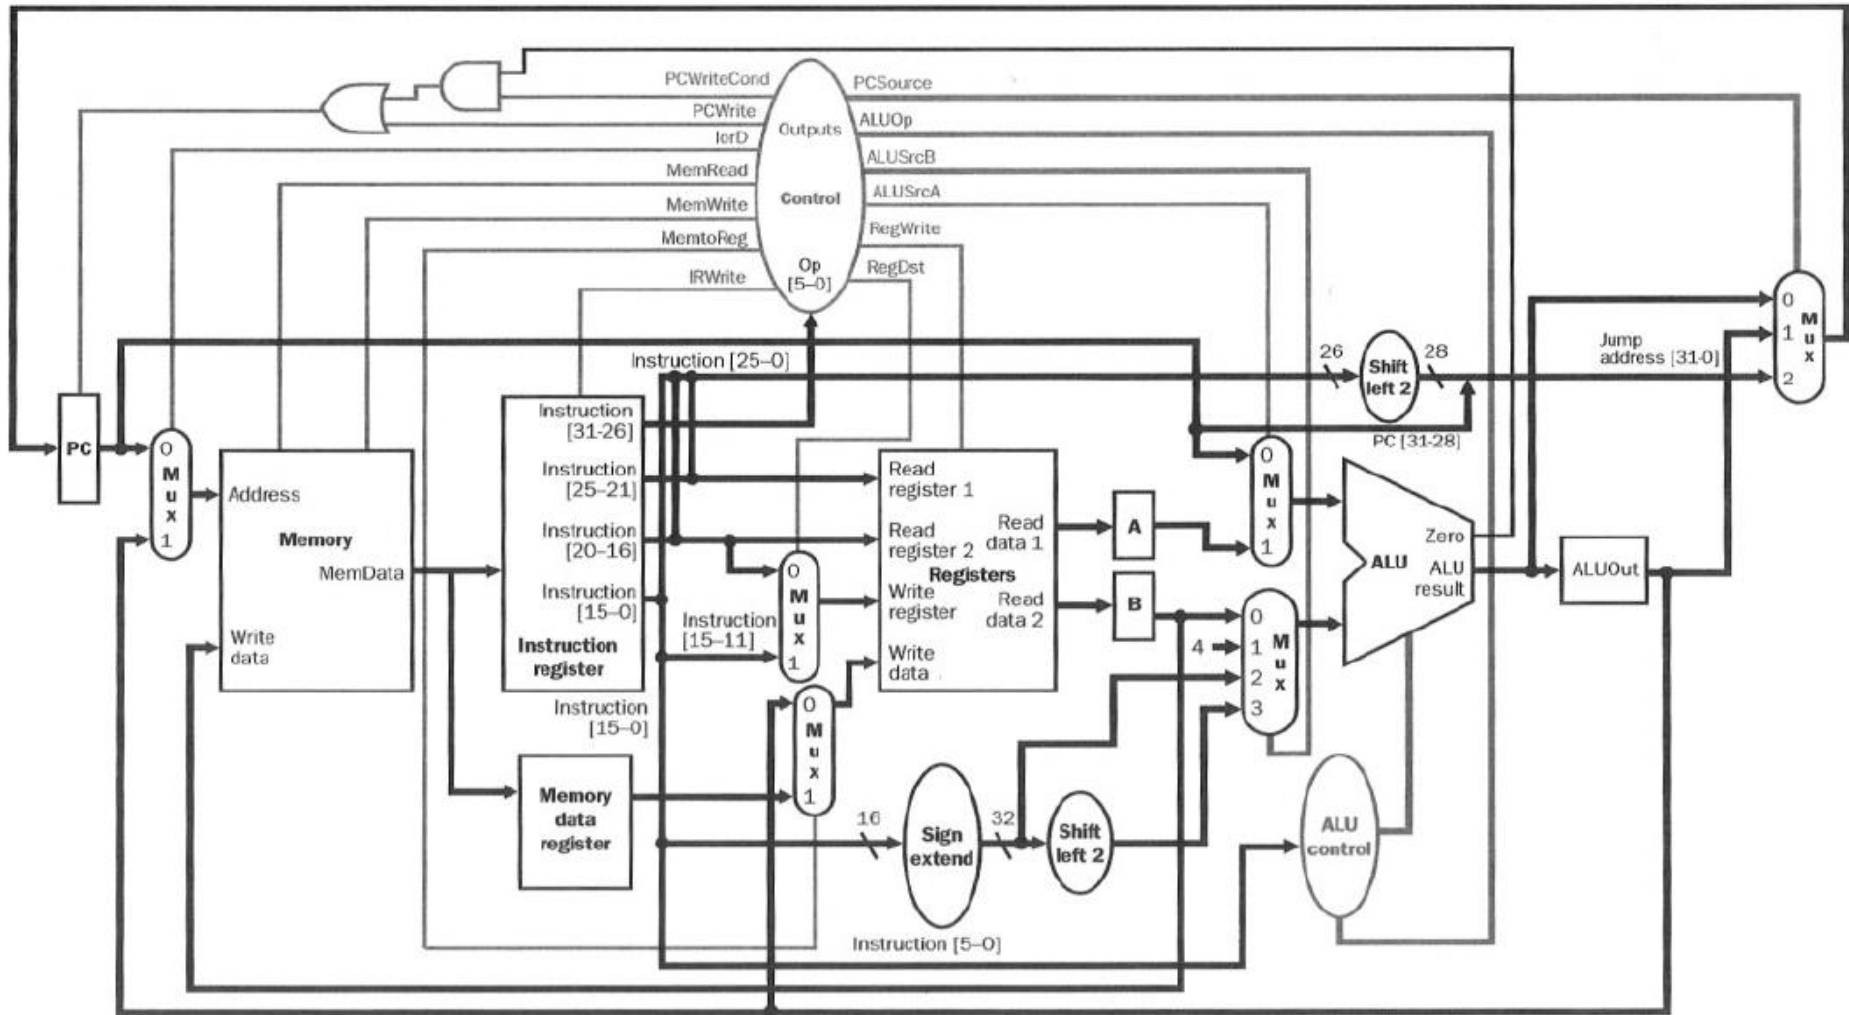 PCWriteCond
PCWrite
IorD
MemRead
MemWrite
MemtoReg
IRWrite
Outputs
Control
Op
[5–0]
PCSource
ALUOp
ALUSrcB
ALUSrcA
RegWrite
RegDst
Instruction [25–0]
26
Shift
left 2
28
Jump
address [31-0]
0
1
2
M
u
x
PC
0
M
u
x
1
Address
Memory
MemData
Write
data
Instruction
[31-26]
Instruction
[25–21]
Instruction
[20–16]
Instruction
[15–0]
Instruction
register
Instruction
[15–11]
0
M
u
x
1
Read
register 1
Read
register 2
Registers
Write
register
Write
data
Read
data 1
Read
data 2
A
B
PC [31-28]
0
M
u
x
1
0
4
1
2
3
M
u
x
Zero
ALU
ALU
result
ALUOut
Instruction
[15–0]
Memory
data
register
0
M
u
x
1
16
Sign
extend
32
Shift
left 2
ALU
control
Instruction [5–0]